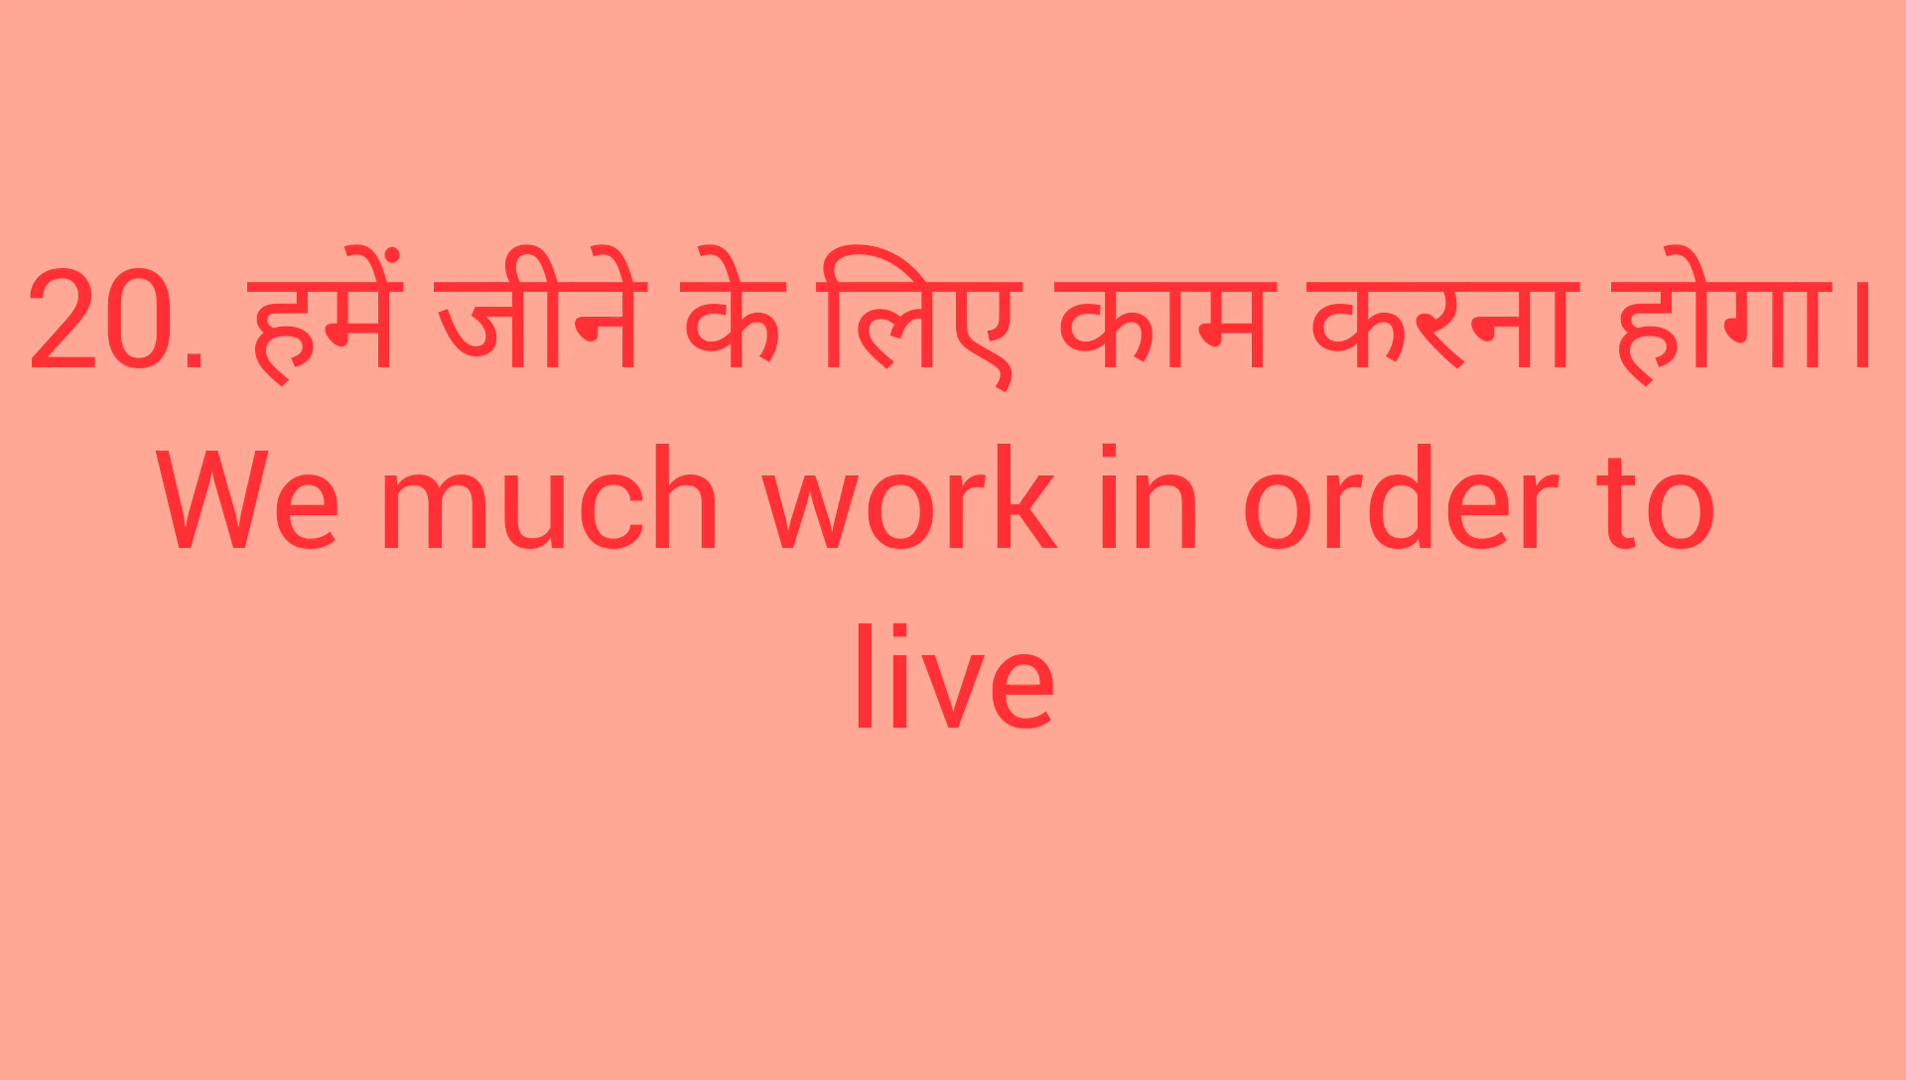 20. हमें जीने के लिए काम करना होगा।
We much work in order to
live